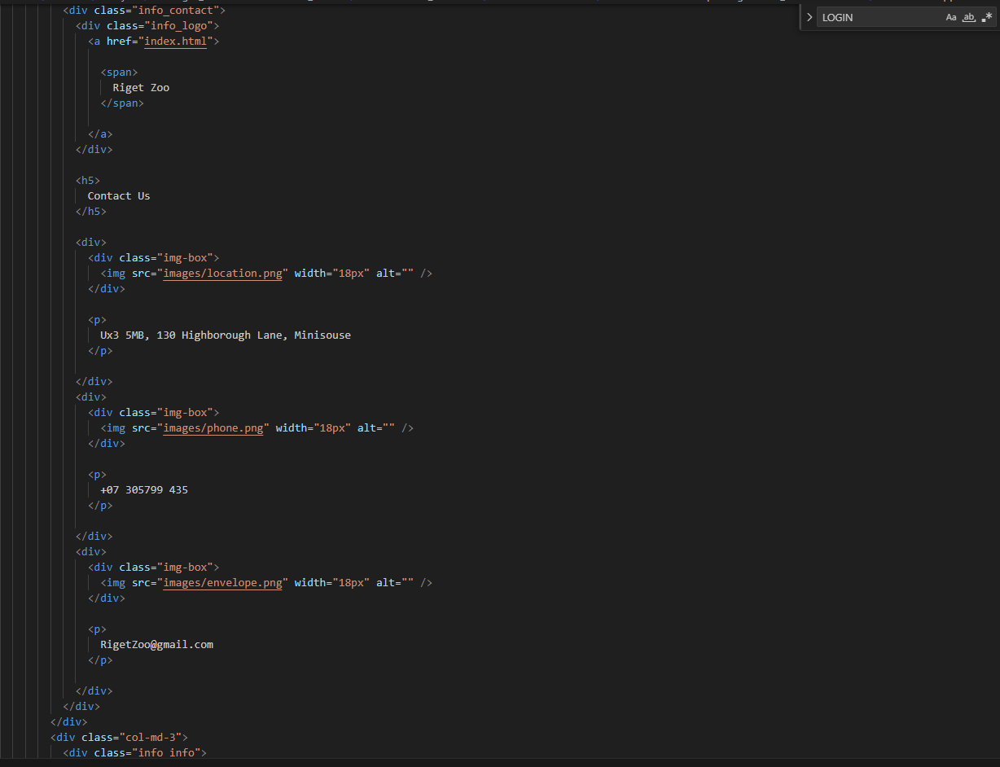 <div class="info_contact">
<div class="info_logo">
<a href="index.html">
<span>
Riget Zoo
</span>
</a>
</div>
<h5>
Contact Us
</h5>
<div>
<div class="img-box">
<img src="images/location.png" width="18px" alt="" />
</div>
<p>
Ux3 5MB, 130 Highborough Lane, Minisouse
</p>
</div>
<div>
<div class="img-box">
<img src="images/phone.png" width="18px" alt="" />
</div>
<p>
+07 305799 435
</p>
</div>
<div>
<div class="img-box">
<img src="images/envelope.png" width="18px" alt="" />
</div>
<p>
RigetZoo@gmail.com
</p>
</div>
</div>
</div>
<div class="col-md-3">
<div class="info_info">
LOGIN
Aa ab .*